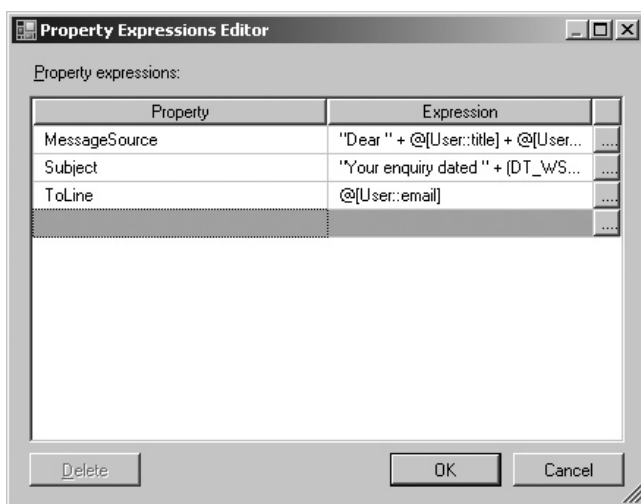 Property Expressions Editor
Property expressions:
Property Expression
MessageSource "Dear " + @[User::title] + @[User... ...
Subject "Your enquiry dated " + (DT_WS... ...
ToLine @[User::email] ...
...
Delete OK Cancel